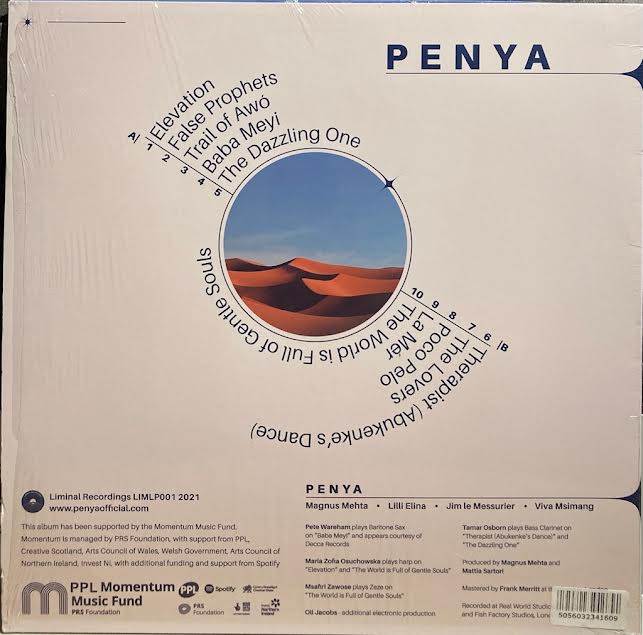 PENYA
A/
1 Elevation
2 False Prophets
3 Trail of Awó
4 Baba Meyi
5 The Dazzling One
/B
6 Therapist (Abukenke's Dance)
7 The Lovers
8 Poco Pelo
9 La Mér
10 The World is Full of Gentle Souls
Liminal Recordings LIMLP001 2021
www.penyaofficial.com
This album has been supported by the Momentum Music Fund.
Momentum is managed by PRS Foundation, with support from PPL,
Creative Scotland, Arts Council of Wales, Welsh Government, Arts Council of
Northern Ireland, Invest NI, with additional funding and support from Spotify
PPL Momentum
Music Fund
PRS Foundation
PPL
Spotify
PRS
Foundation
PENYA
Magnus Mehta • Lilli Elina • Jim le Messurier • Viva Msimang
Pete Wareham plays Baritone Sax
on "Baba Meyi" and appears courtesy of
Decca Records
Maria Zofia Osuchowska plays harp on
"Elevation" and "The World is Full of Gentle Souls"
Msafiri Zawose plays Zeze on
"The World is Full of Gentle Souls"
Oli Jacobs - additional electronic production
Tamar Osborn plays Bass Clarinet on
"Therapist (Abukenke's Dance)" and
"The Dazzling One"
Produced by Magnus Mehta and
Mattia Sartori
Mastered by Frank Merritt at
Recorded at Real World Studio
and Fish Factory Studios,
5056032341609